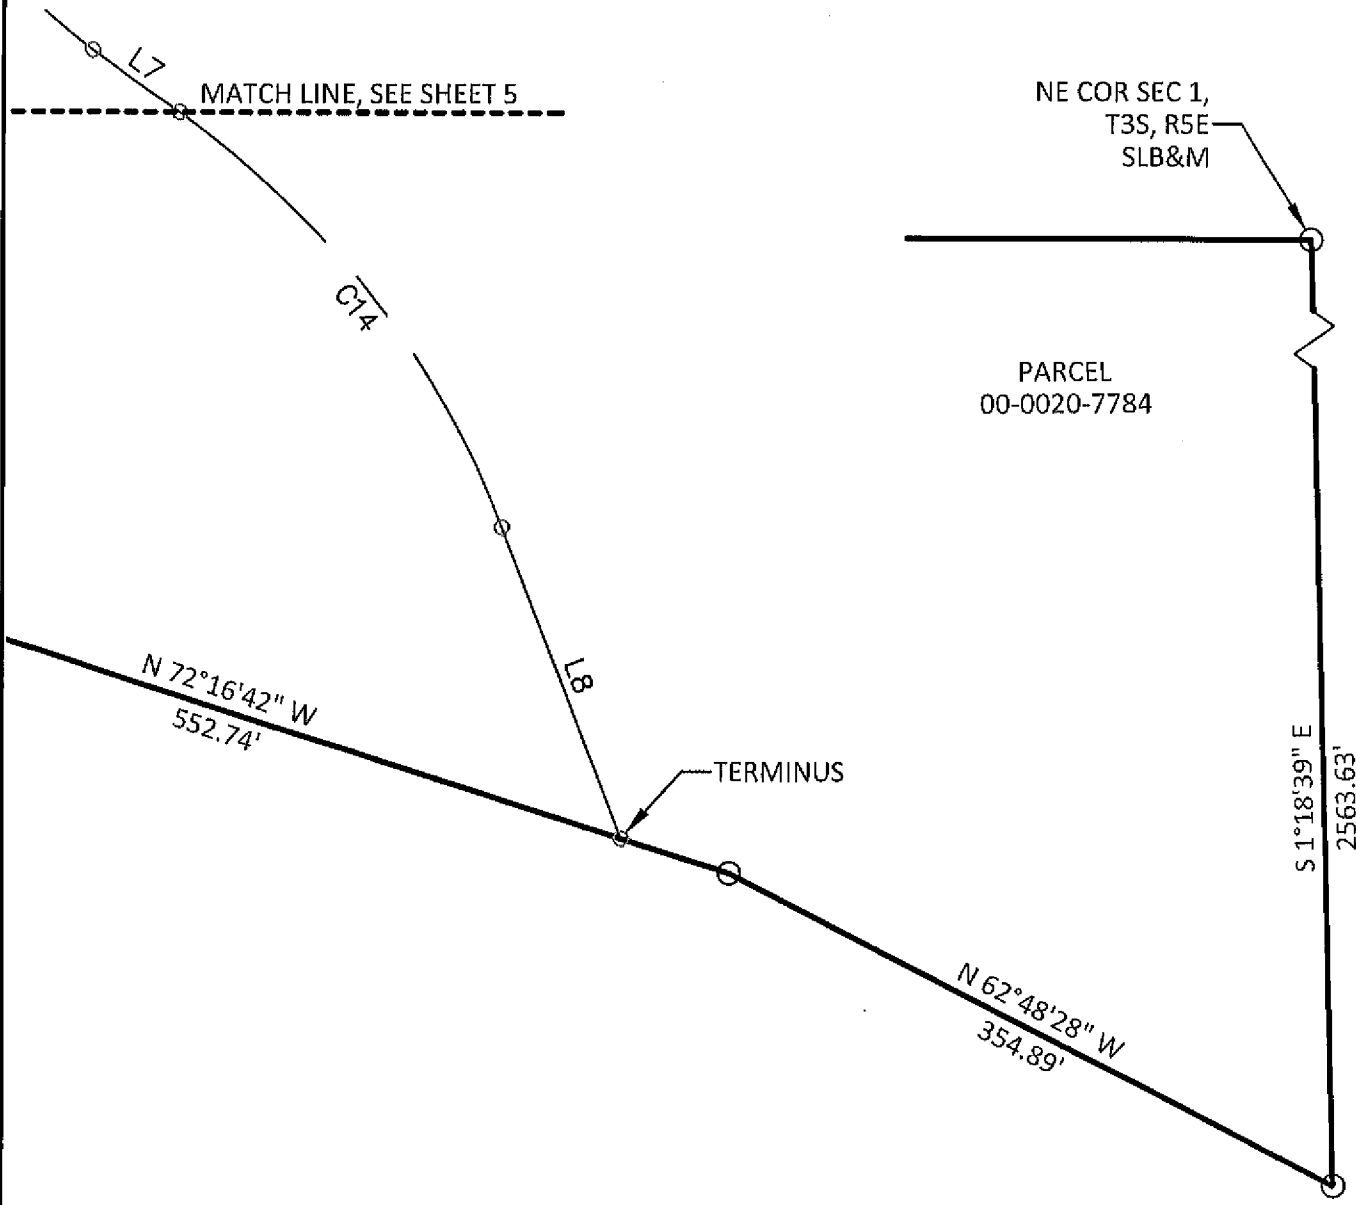 L7
MATCH LINE, SEE SHEET 5
NE COR SEC 1,
T3S, R5E
SLB&M
C14
PARCEL
00-0020-7784
L8
N 72°16'42" W
552.74'
TERMINUS
S 1°18'39" E
2563.63'
N 62°48'28" W
354.89'